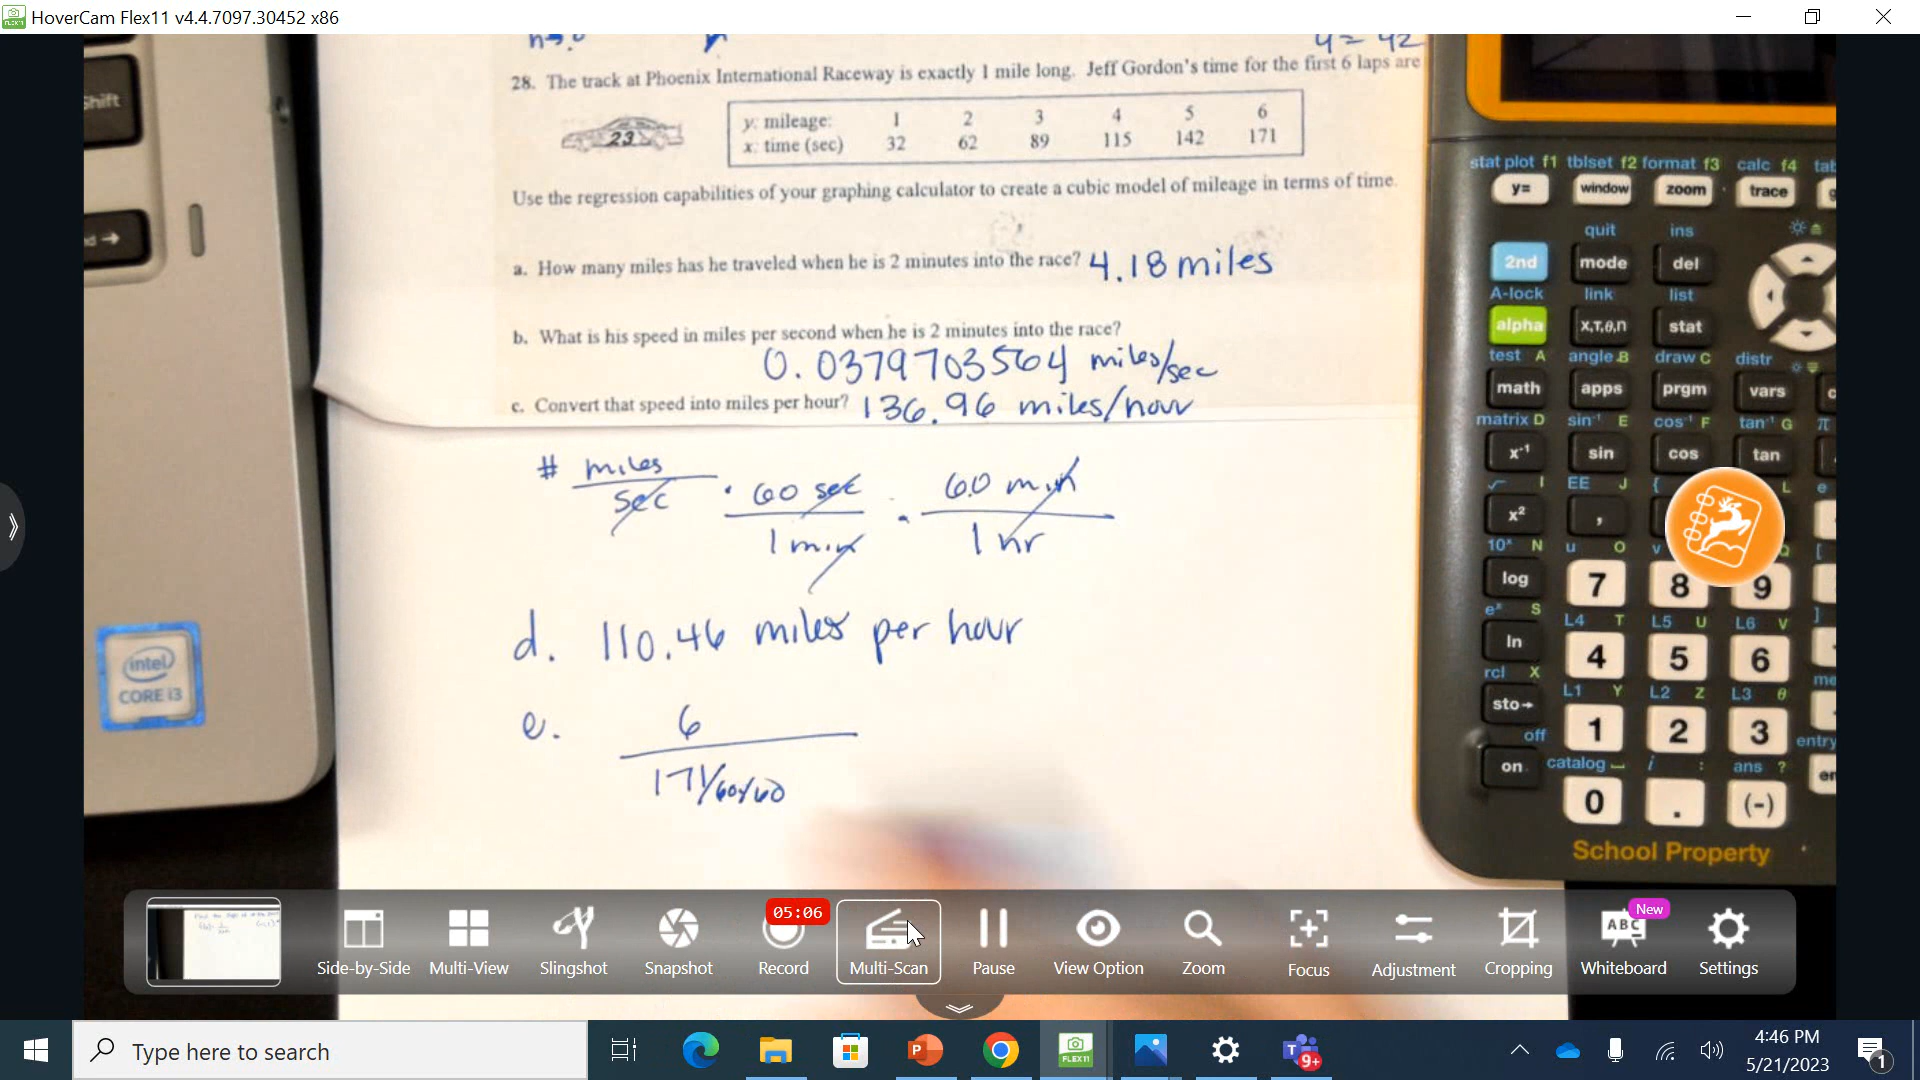 HoverCam Flex11 v4.4.7097.30452 x86
y = 42
28. The track at Phoenix International Raceway is exactly 1 mile long. Jeff Gordon's time for the first 6 laps are
23
y: mileage: 1 2 3 4 5 6
x: time (sec) 32 62 89 115 142 171
Use the regression capabilities of your graphing calculator to create a cubic model of mileage in terms of time.
a. How many miles has he traveled when he is 2 minutes into the race? 4.18 miles
b. What is his speed in miles per second when he is 2 minutes into the race?
0.0379703564 miles/sec
c. Convert that speed into miles per hour? 136.96 miles/hour
# miles/sec · 60 sec/1 min · 60 min/1 hr
d. 110.46 miles per hour
e. 6
171/60/60
shift
intel
CORE i3
stat plot f1 tblset f2 format f3 calc f4
y= window zoom trace
quit ins
2nd mode del
A-lock link list
alpha X,T,θ,n stat
test A angle B draw C distr
math apps prgm vars
matrix D sin⁻¹ E cos⁻¹ F tan⁻¹ G π
x⁻¹ sin cos tan
√ I EE J { L e
x² ,
10ˣ N u O v [
log 7 8 9
eˣ S L4 T L5 U L6 V ]
ln 4 5 6
rcl X L1 Y L2 Z L3 θ
sto→ 1 2 3
off catalog i : ans ? entry
on 0 . (-)
School Property
05:06
New
ABC
Side-by-Side Multi-View Slingshot Snapshot Record Multi-Scan Pause View Option Zoom Focus Adjustment Cropping Whiteboard Settings
Type here to search
P
FLEX11
T
9+
4:46 PM
5/21/2023
1